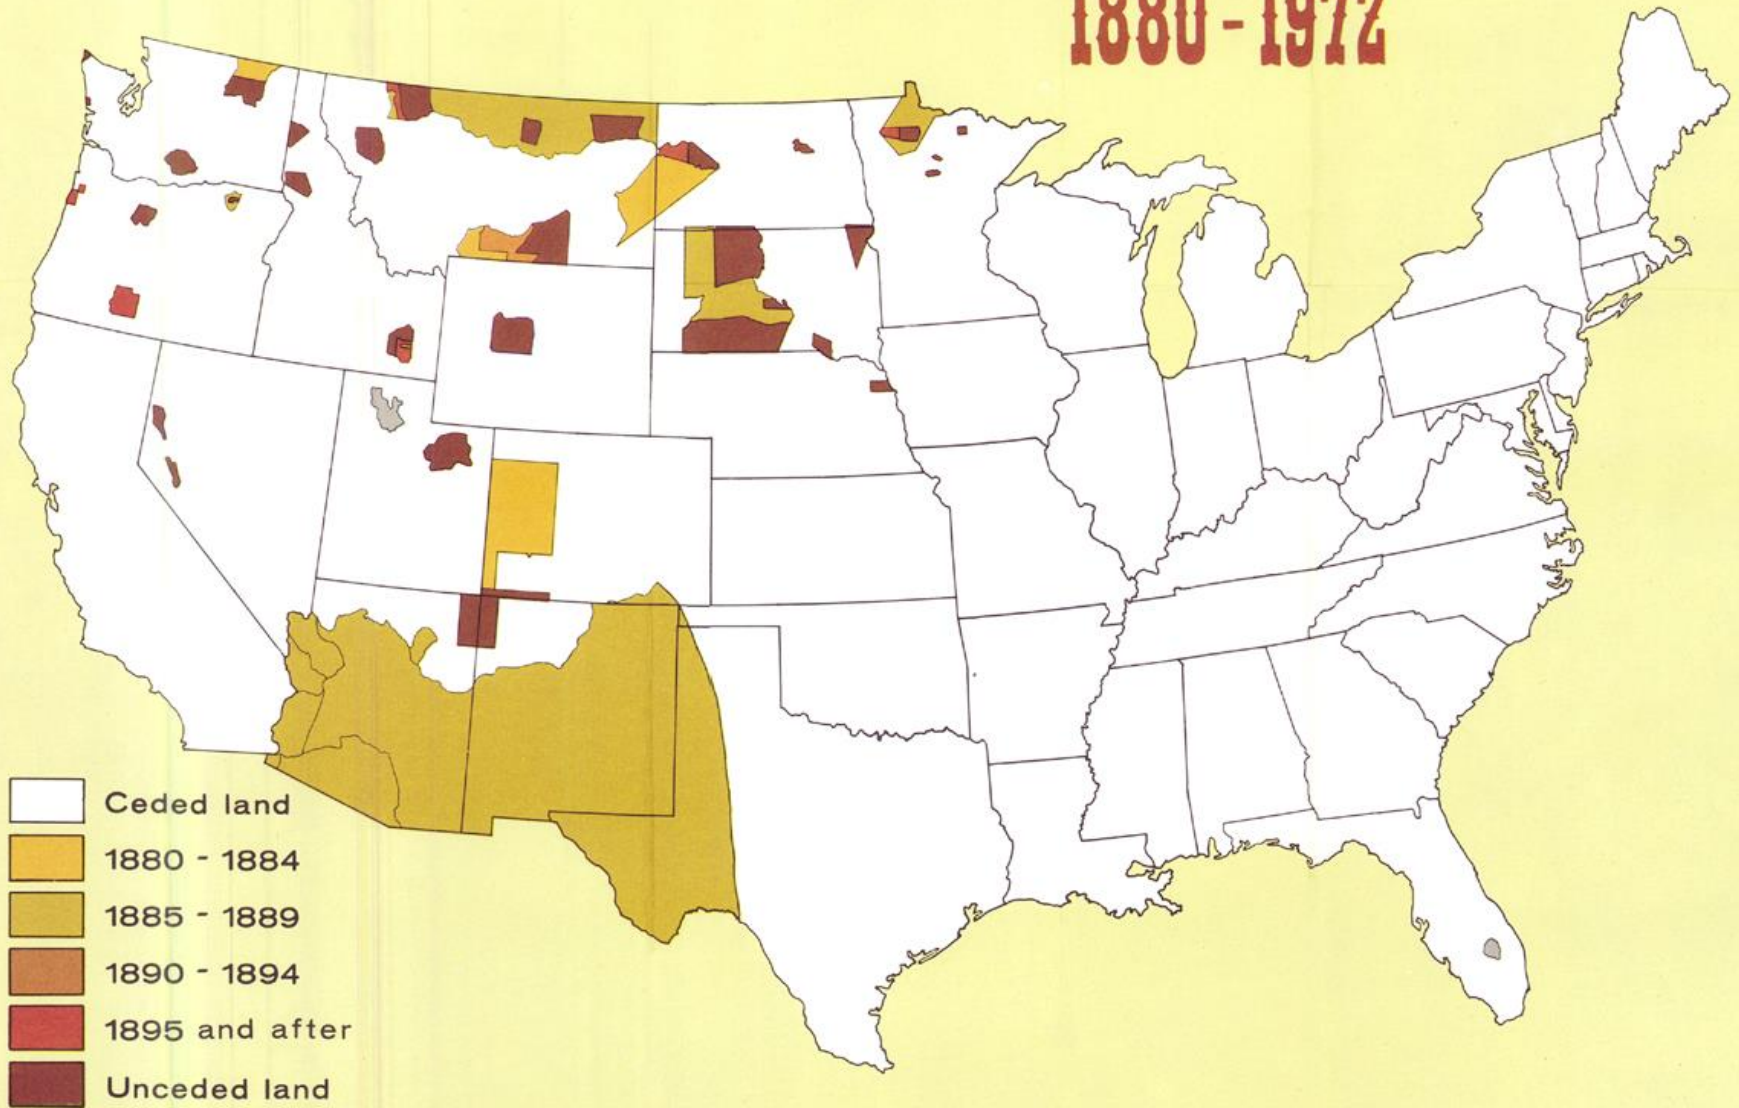 1880 - 1972
Ceded land
1880 - 1884
1885 - 1889
1890 - 1894
1895 and after
Unceded land